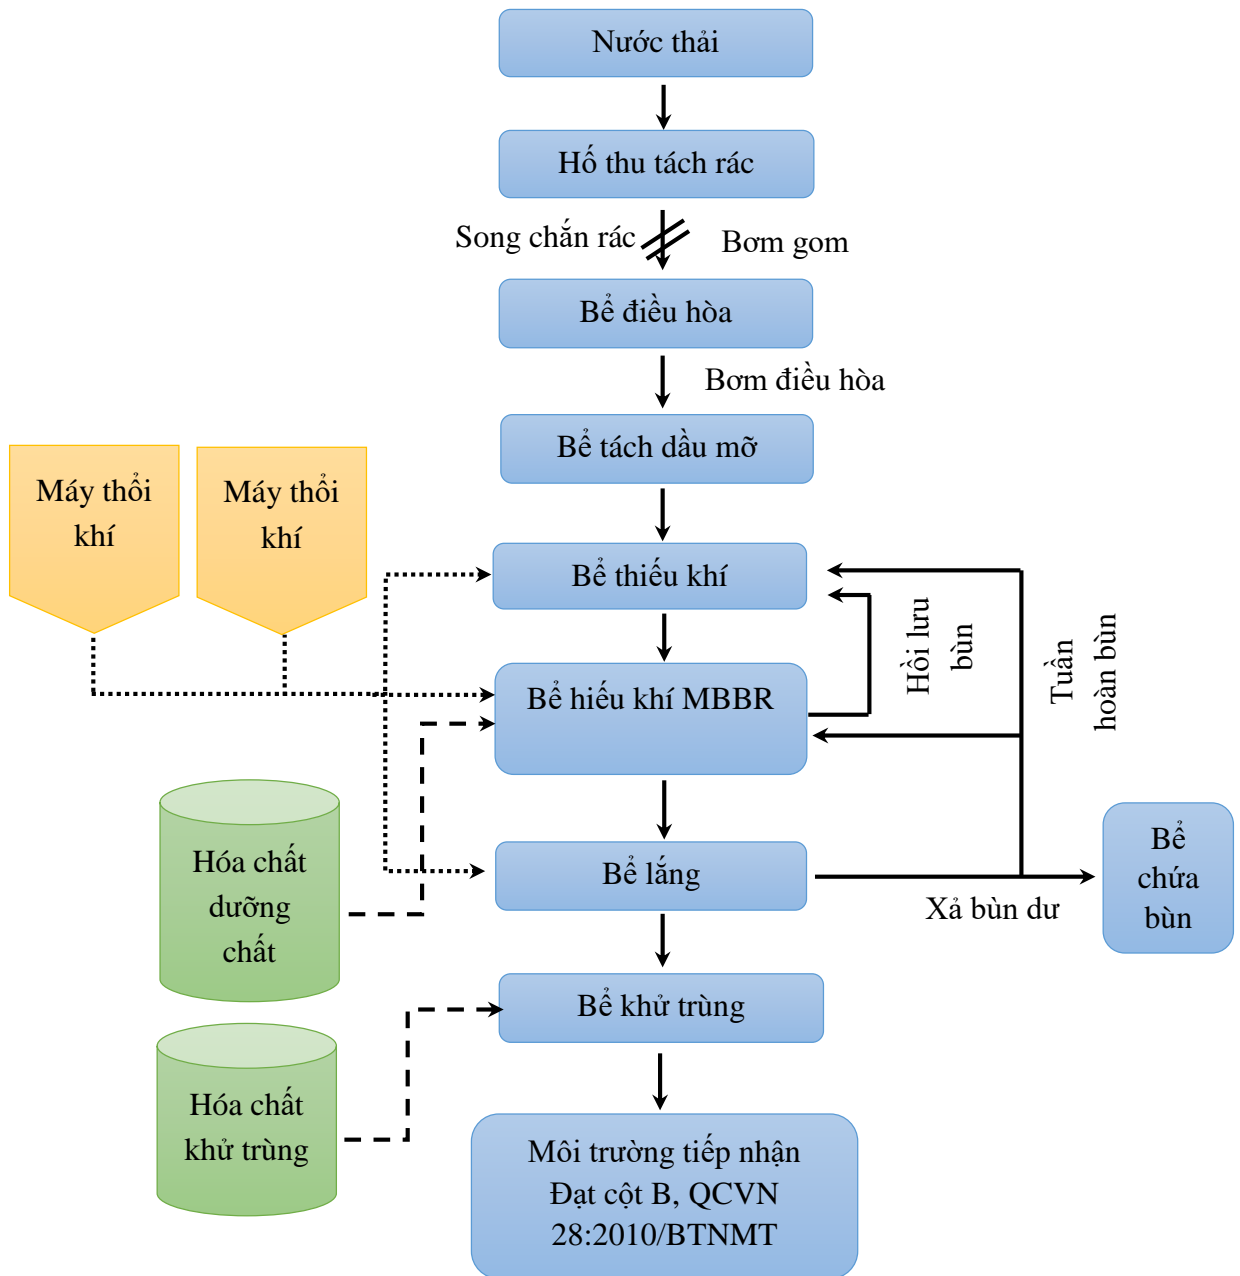 Nước thải
Hố thu tách rác
Song chắn rác
Bơm gom
Bể điều hòa
Bơm điều hòa
Bể tách dầu mỡ
Máy thổi
khí
Máy thổi
khí
Bể thiếu khí
Hồi lưu
bùn
Tuần
hoàn bùn
Bể hiếu khí MBBR
Hóa chất
dưỡng
chất
Bể lắng
Xả bùn dư
Bể
chứa
bùn
Bể khử trùng
Hóa chất
khử trùng
Môi trường tiếp nhận
Đạt cột B, QCVN
28:2010/BTNMT